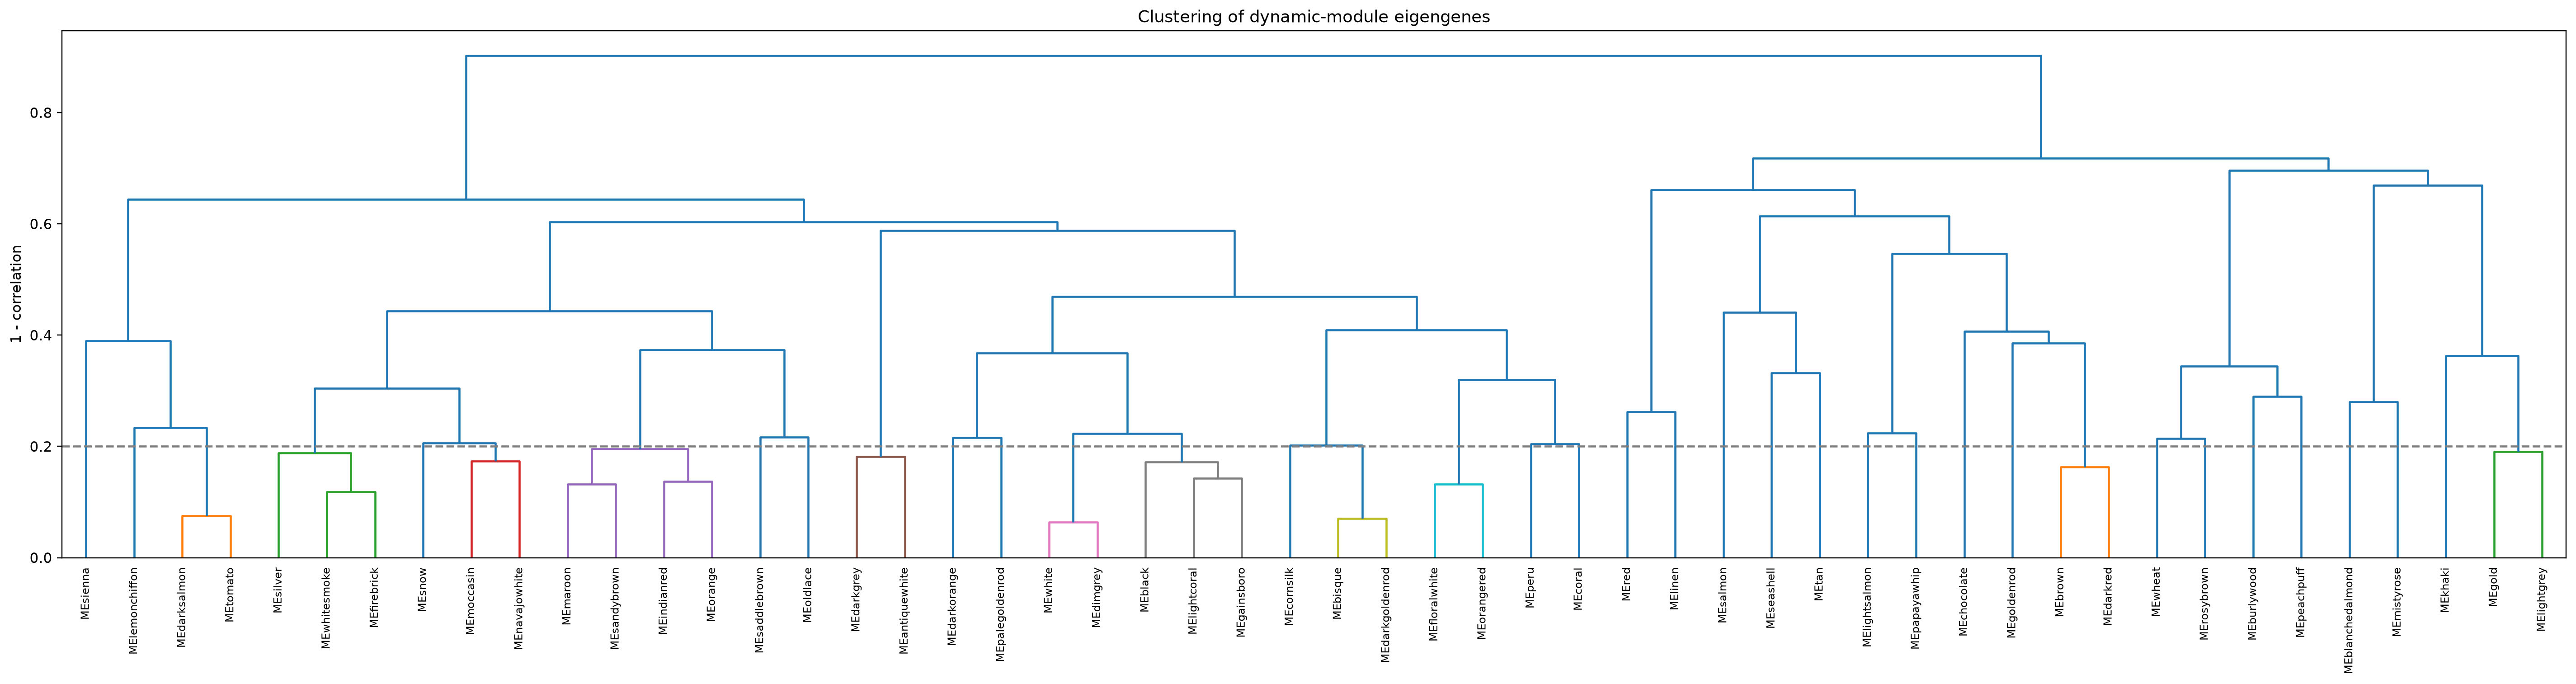 Clustering of dynamic-module eigengenes
1 - correlation
0.8
0.6
0.4
0.2
0.0
MEsienna
MElemonchiffon
MEdarksalmon
MEtomato
MEsilver
MEwhitesmoke
MEfirebrick
MEsnow
MEmoccasin
MEnavajowhite
MEmaroon
MEsandybrown
MEindianred
MEorange
MEsaddlebrown
MEoldlace
MEdarkgrey
MEantiquewhite
MEdarkorange
MEpalegoldenrod
MEwhite
MEdimgrey
MEblack
MElightcoral
MEgainsboro
MEcornsilk
MEbisque
MEdarkgoldenrod
MEfloralwhite
MEorangered
MEperu
MEcoral
MEred
MElinen
MEsalmon
MEseashell
MEtan
MElightsalmon
MEpapayawhip
MEchocolate
MEgoldenrod
MEbrown
MEdarkred
MEwheat
MErosybrown
MEburlywood
MEpeachpuff
MEblanchedalmond
MEmistyrose
MEkhaki
MEgold
MElightgrey